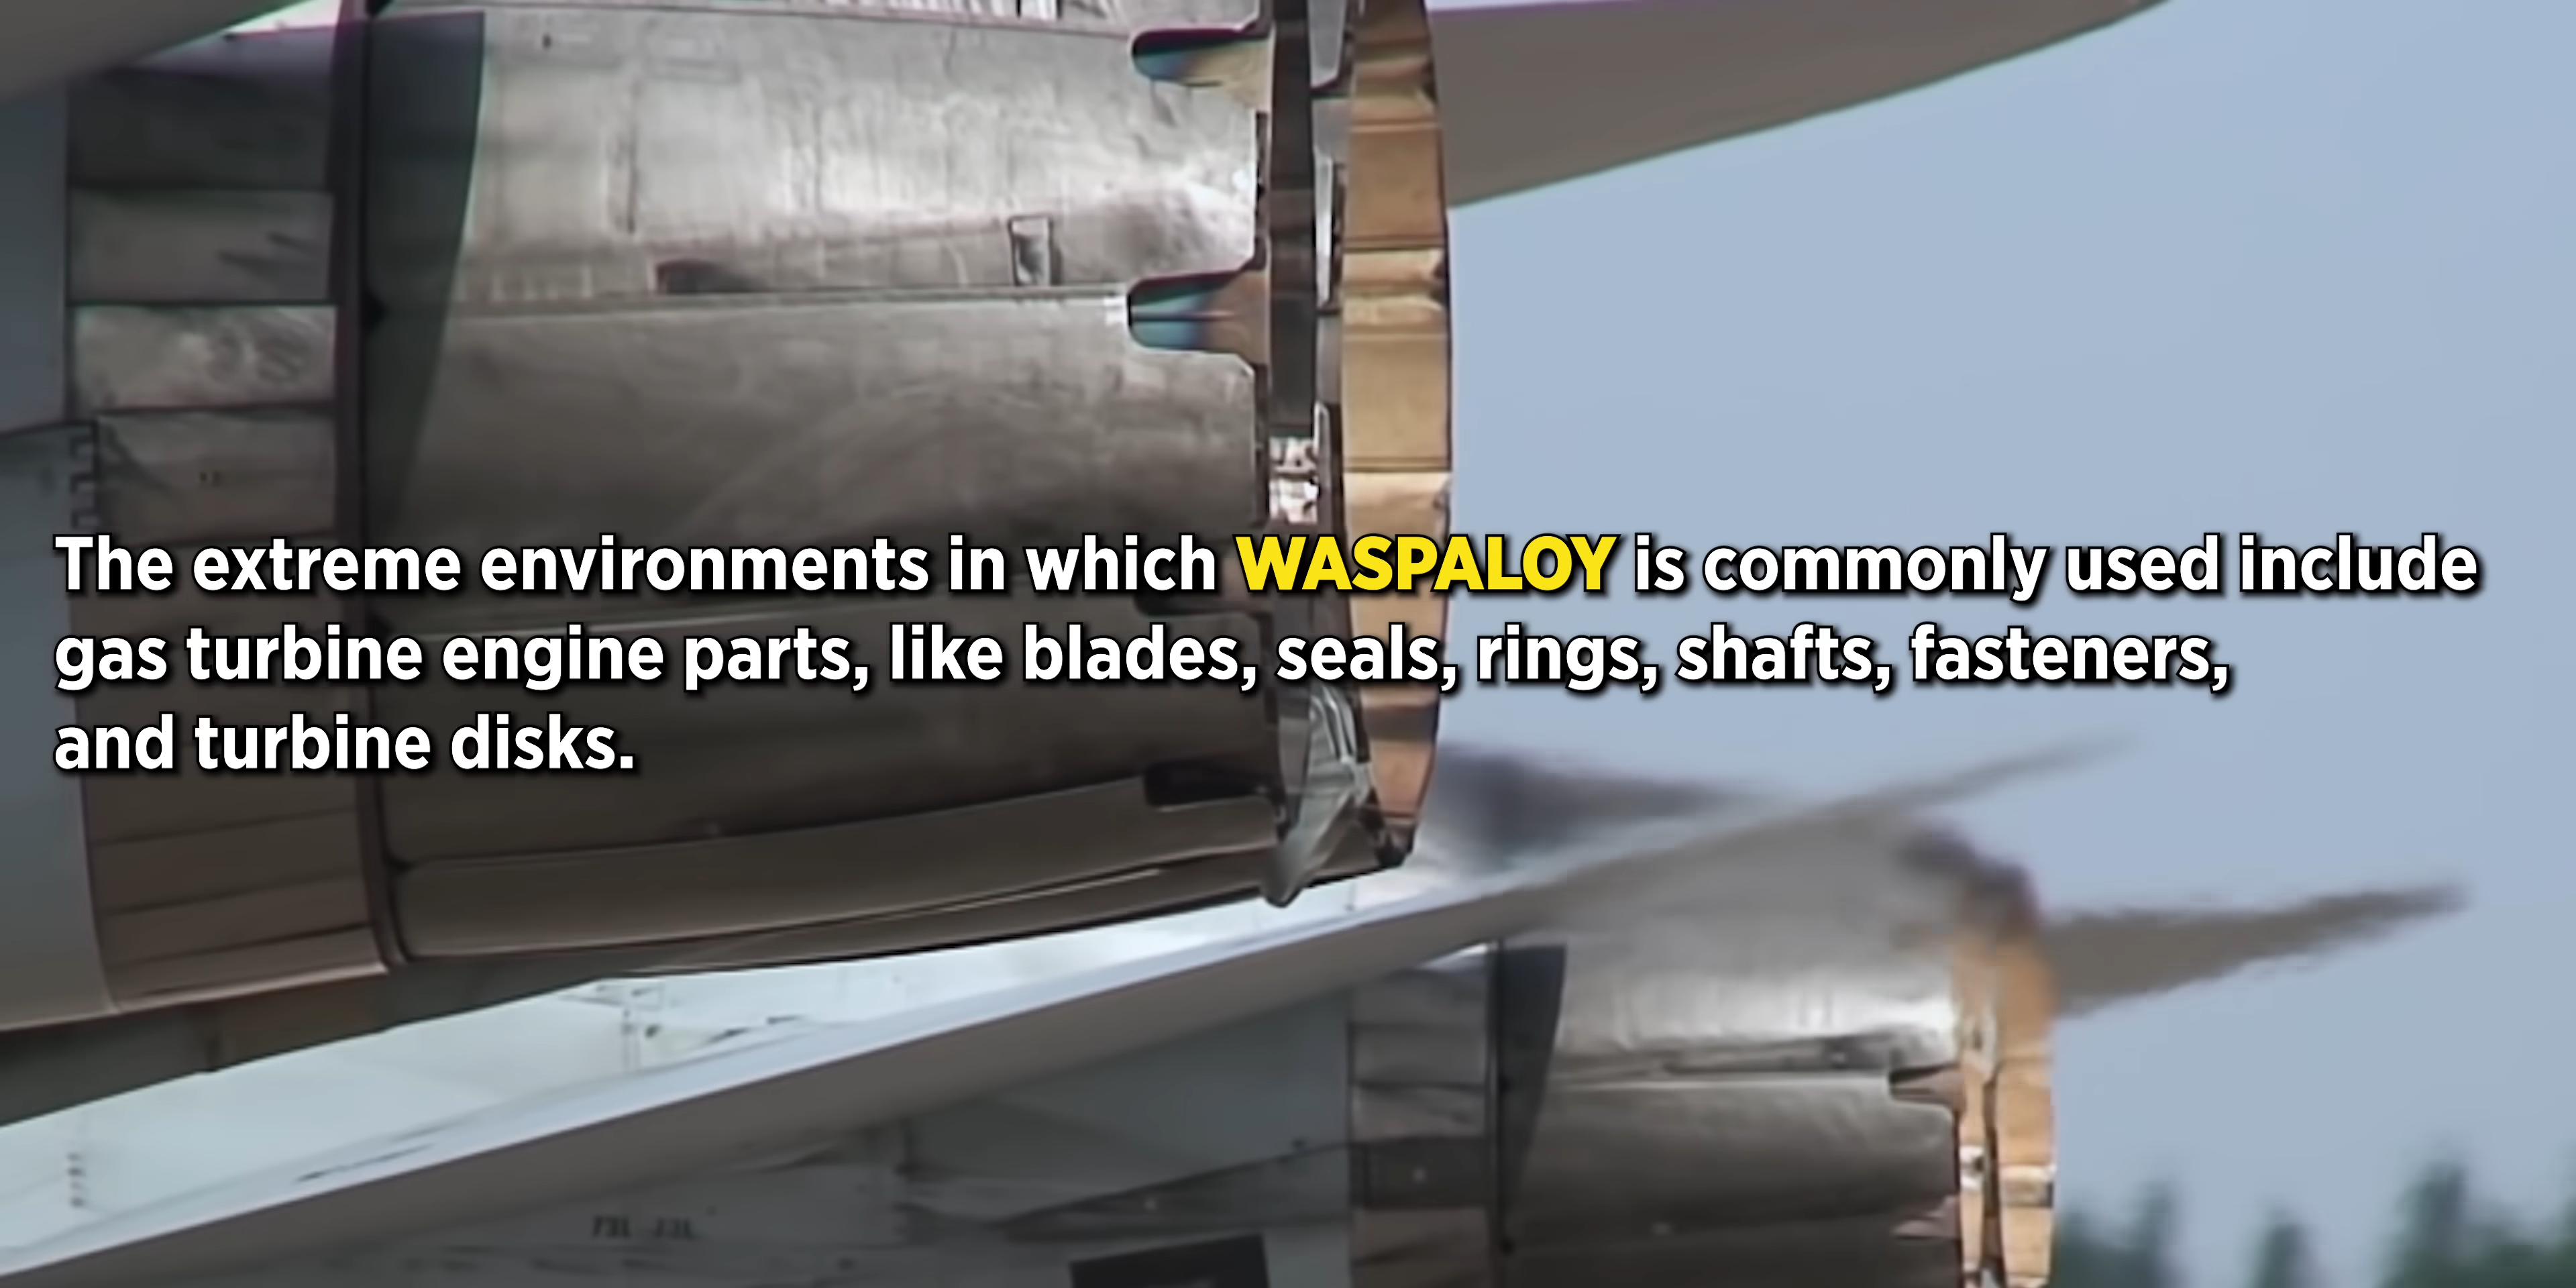 The extreme environments in which WASPALOY is commonly used include
gas turbine engine parts, like blades, seals, rings, shafts, fasteners,
and turbine disks.